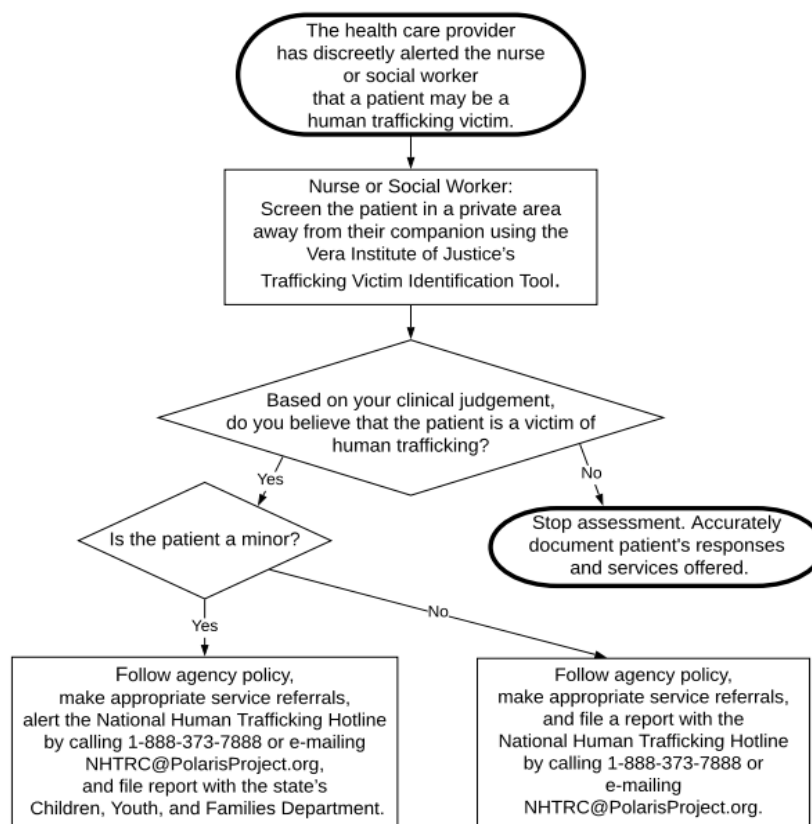 The health care provider
has discreetly alerted the nurse
or social worker
that a patient may be a
human trafficking victim.
Nurse or Social Worker:
Screen the patient in a private area
away from their companion using the
Vera Institute of Justice's
Trafficking Victim Identification Tool.
Based on your clinical judgement,
do you believe that the patient is a victim of
human trafficking?
Yes
No
Is the patient a minor?
Stop assessment. Accurately
document patient's responses
and services offered.
Yes
No
Follow agency policy,
make appropriate service referrals,
alert the National Human Trafficking Hotline
by calling 1-888-373-7888 or e-mailing
NHTRC@PolarisProject.org,
and file report with the state's
Children, Youth, and Families Department.
Follow agency policy,
make appropriate service referrals,
and file a report with the
National Human Trafficking Hotline
by calling 1-888-373-7888 or
e-mailing
NHTRC@PolarisProject.org.